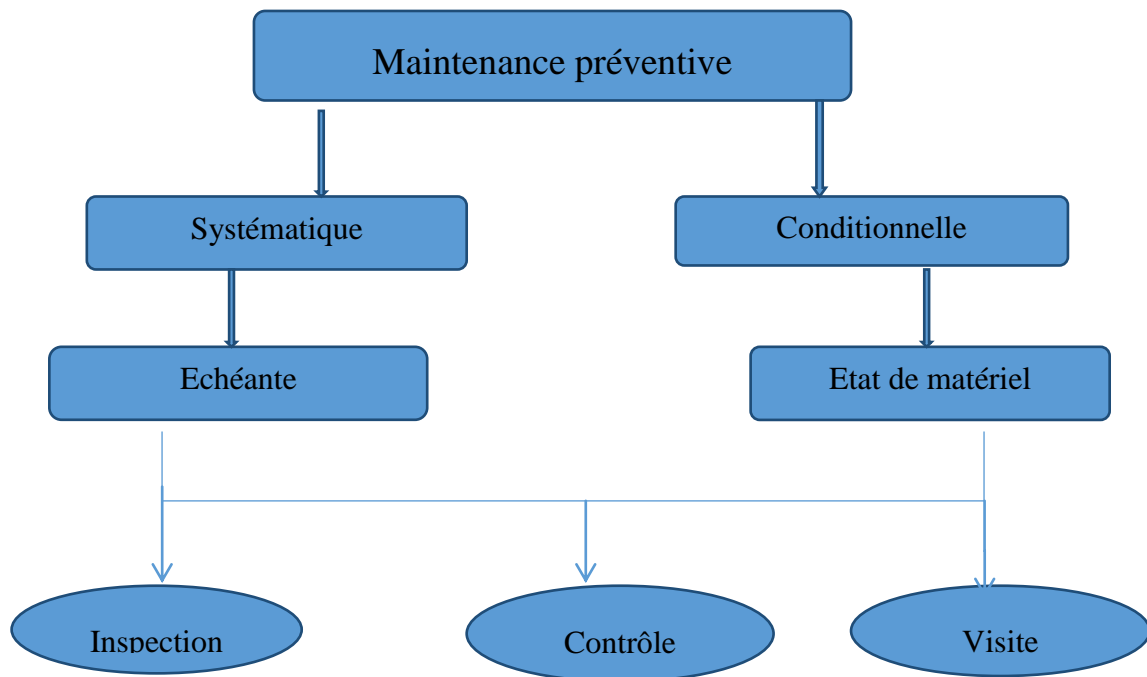 Maintenance préventive
Systématique
Conditionnelle
Echéante
Etat de matériel
Inspection
Contrôle
Visite